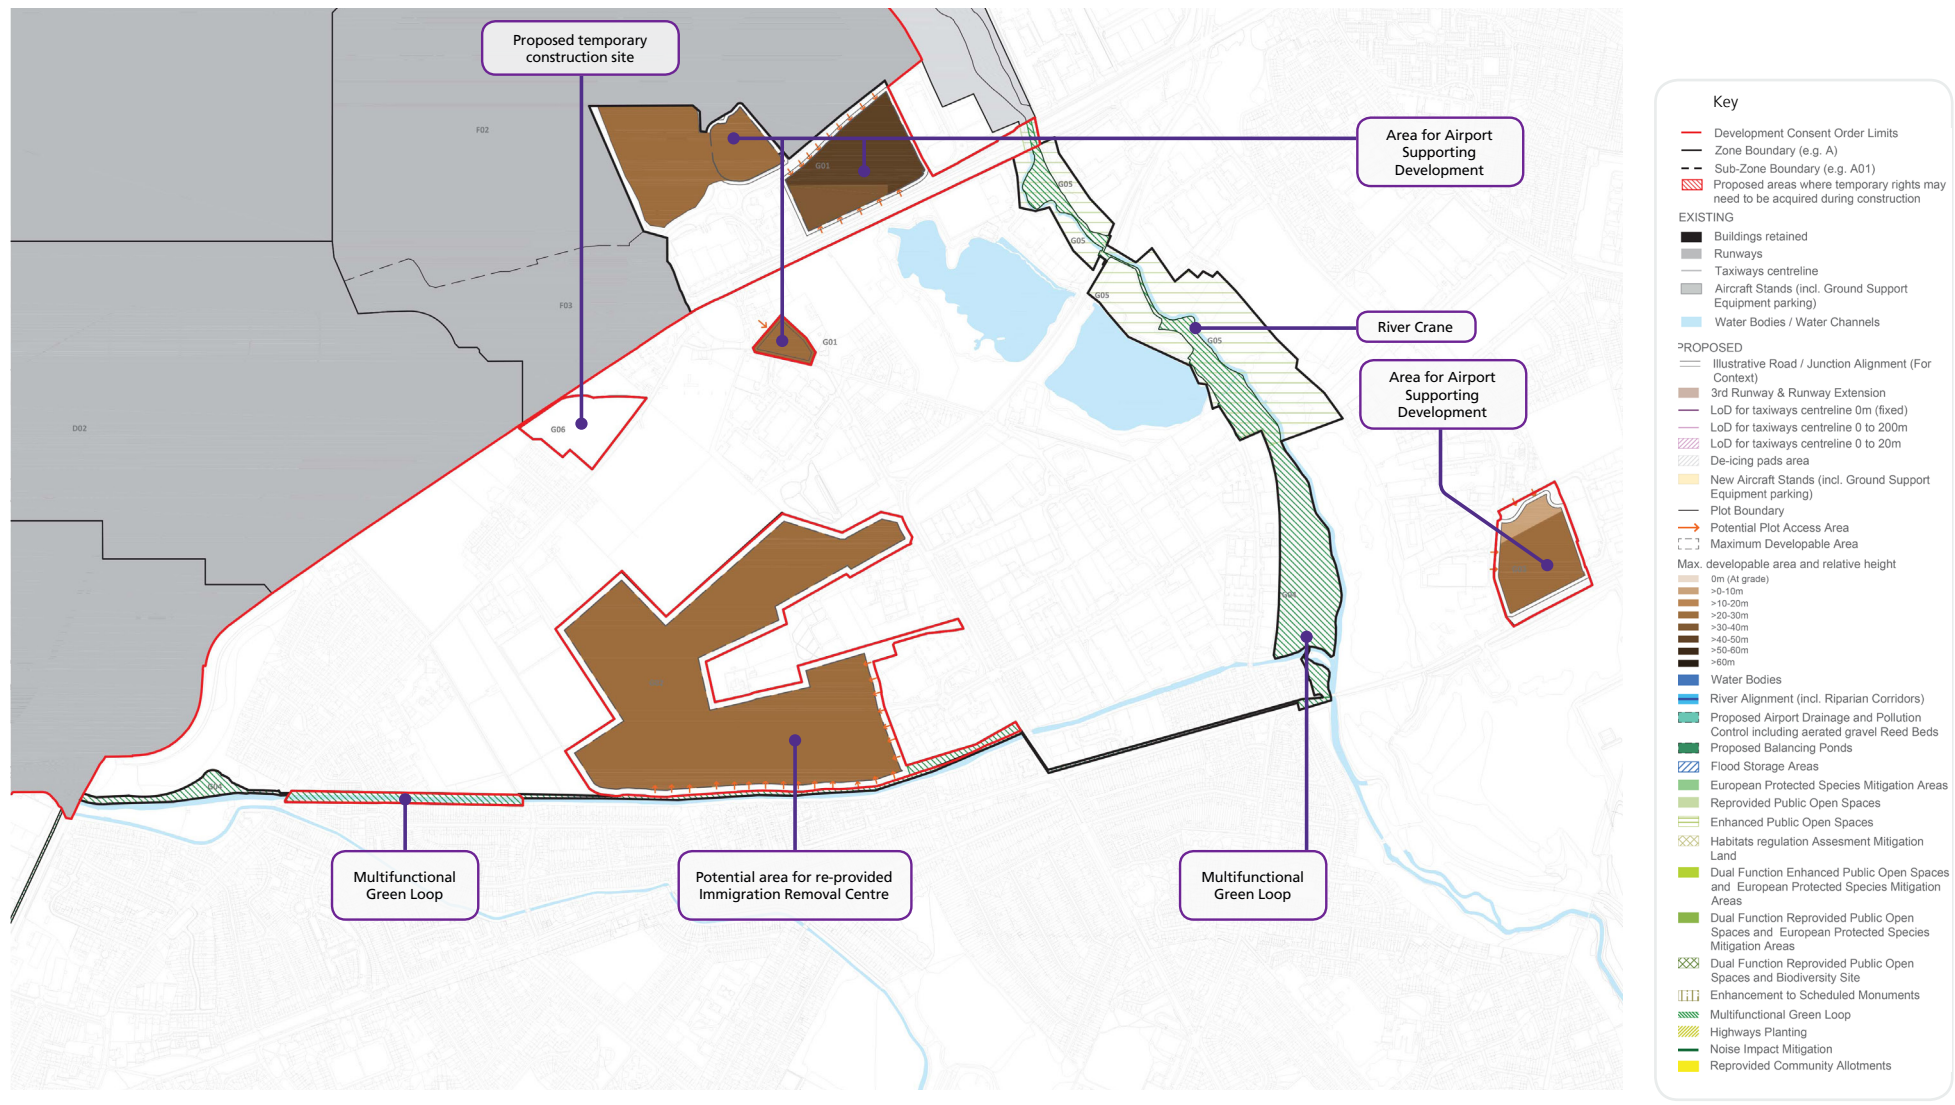 Proposed temporary
construction site
F02
G01
Area for Airport
Supporting
Development
G05
G05
G05
F03
G05
River Crane
G01
Area for Airport
Supporting
Development
D02
G06
G04
G04
Multifunctional
Green Loop
Potential area for re-provided
Immigration Removal Centre
Multifunctional
Green Loop
Key
Development Consent Order Limits
Zone Boundary (e.g. A)
Sub-Zone Boundary (e.g. A01)
Proposed areas where temporary rights may
need to be acquired during construction
EXISTING
Buildings retained
Runways
Taxiways centreline
Aircraft Stands (incl. Ground Support
Equipment parking)
Water Bodies / Water Channels
PROPOSED
Illustrative Road / Junction Alignment (For
Context)
3rd Runway & Runway Extension
LoD for taxiways centreline 0m (fixed)
LoD for taxiways centreline 0 to 200m
LoD for taxiways centreline 0 to 20m
De-icing pads area
New Aircraft Stands (incl. Ground Support
Equipment parking)
Plot Boundary
Potential Plot Access Area
Maximum Developable Area
Max. developable area and relative height
0m (At grade)
>0-10m
>10-20m
>20-30m
>30-40m
>40-50m
>50-60m
>60m
Water Bodies
River Alignment (incl. Riparian Corridors)
Proposed Airport Drainage and Pollution
Control including aerated gravel Reed Beds
Proposed Balancing Ponds
Flood Storage Areas
European Protected Species Mitigation Areas
Reprovided Public Open Spaces
Enhanced Public Open Spaces
Habitats regulation Assesment Mitigation
Land
Dual Function Enhanced Public Open Spaces
and European Protected Species Mitigation
Areas
Dual Function Reprovided Public Open
Spaces and European Protected Species
Mitigation Areas
Dual Function Reprovided Public Open
Spaces and Biodiversity Site
Enhancement to Scheduled Monuments
Multifunctional Green Loop
Highways Planting
Noise Impact Mitigation
Reprovided Community Allotments